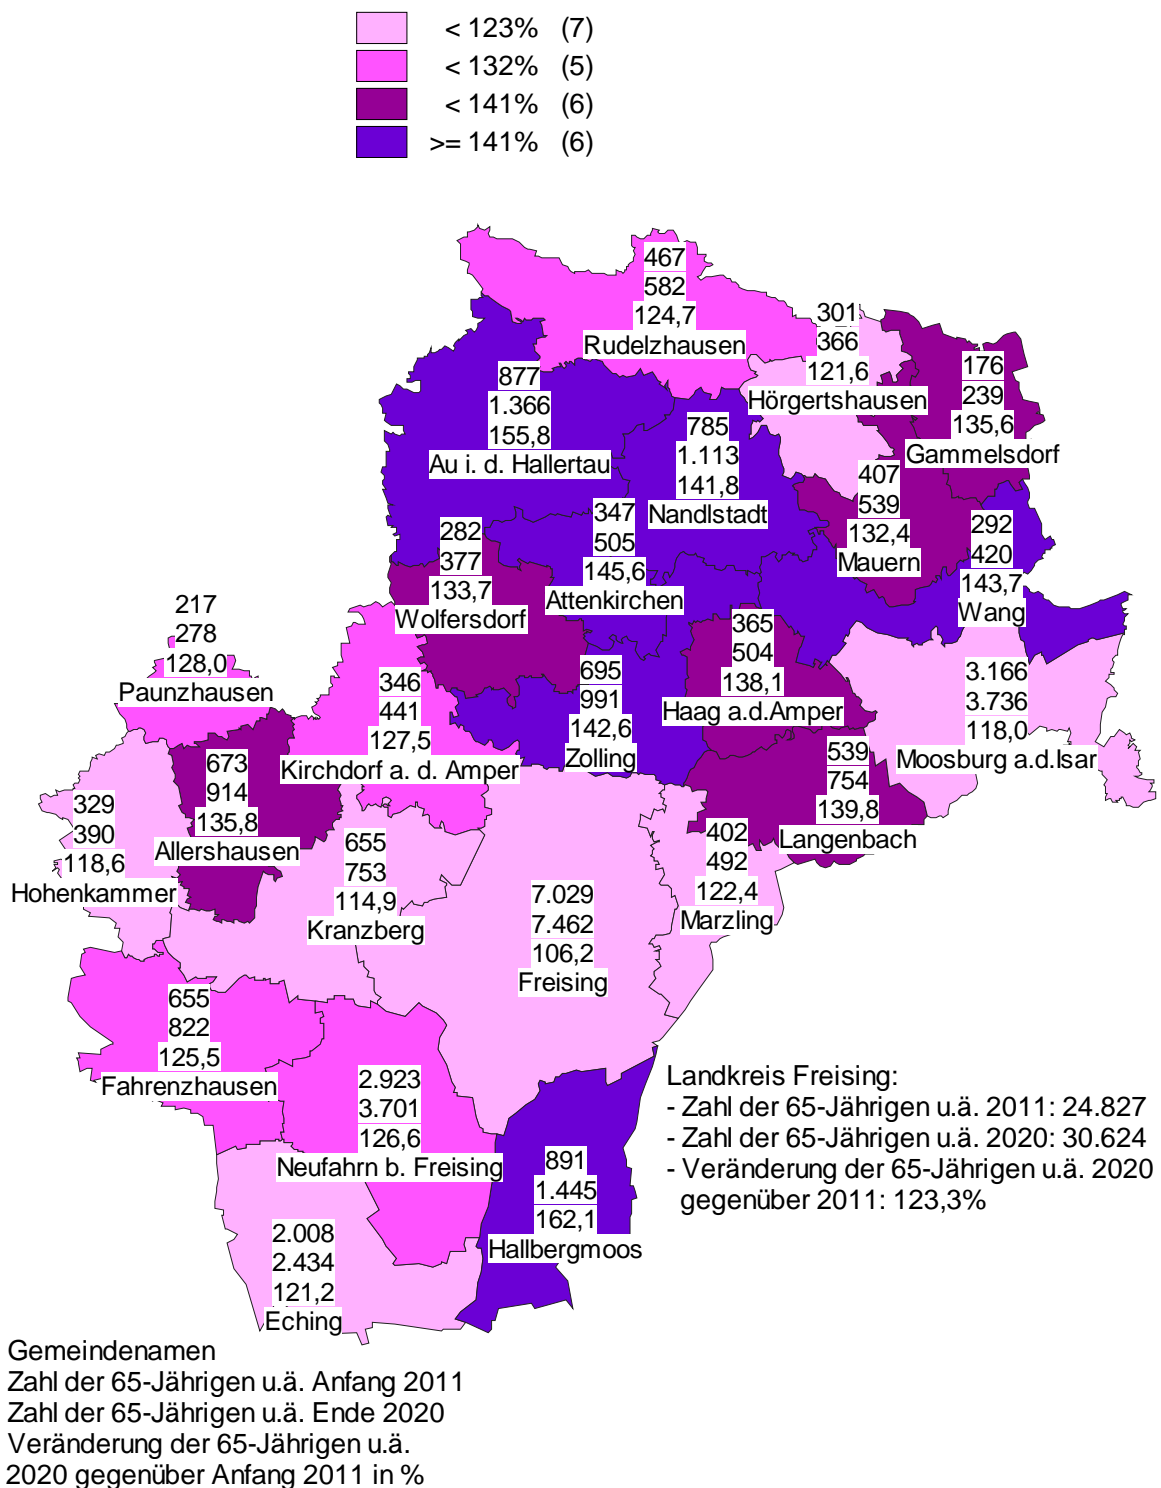 < 123% (7)
< 132% (5)
< 141% (6)
>= 141% (6)
467
582
124,7
Rudelzhausen
301
366
121,6
Hörgertshausen
176
239
135,6
Gammelsdorf
877
1.366
155,8
Au i. d. Hallertau
785
1.113
141,8
Nandlstadt
407
539
132,4
Mauern
292
420
143,7
Wang
347
505
145,6
Attenkirchen
282
377
133,7
Wolfersdorf
217
278
128,0
Paunzhausen
346
441
127,5
Kirchdorf a. d. Amper
695
991
142,6
Zolling
365
504
138,1
Haag a.d.Amper
3.166
3.736
118,0
Moosburg a.d.Isar
673
914
135,8
Allershausen
539
754
139,8
Langenbach
329
390
118,6
Hohenkammer
655
753
114,9
Kranzberg
402
492
122,4
Marzling
7.029
7.462
106,2
Freising
655
822
125,5
Fahrenzhausen
2.923
3.701
126,6
Neufahrn b. Freising
891
1.445
162,1
Hallbergmoos
2.008
2.434
121,2
Eching
Landkreis Freising:
- Zahl der 65-Jährigen u.ä. 2011: 24.827
- Zahl der 65-Jährigen u.ä. 2020: 30.624
- Veränderung der 65-Jährigen u.ä. 2020
gegenüber 2011: 123,3%
Gemeindenamen
Zahl der 65-Jährigen u.ä. Anfang 2011
Zahl der 65-Jährigen u.ä. Ende 2020
Veränderung der 65-Jährigen u.ä.
2020 gegenüber Anfang 2011 in %